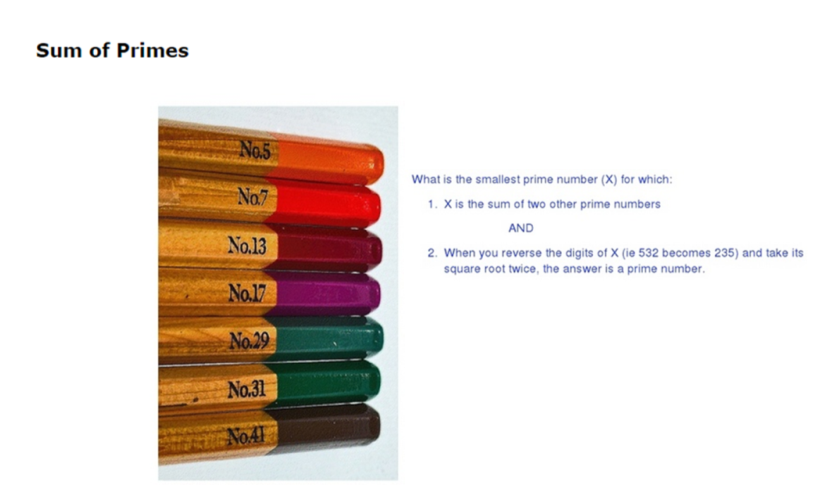 Sum of Primes
No.5
No.7
No.13
No.17
No.29
No.31
No.41
What is the smallest prime number (X) for which:
1. X is the sum of two other prime numbers
AND
2. When you reverse the digits of X (ie 532 becomes 235) and take its
square root twice, the answer is a prime number.